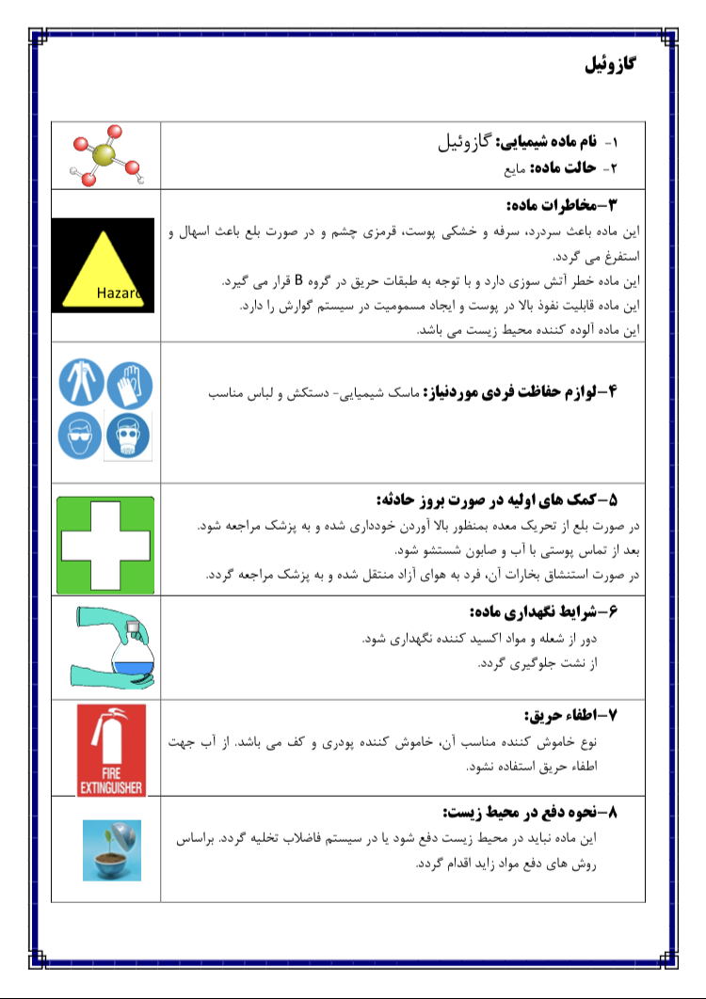 گازوئیل
۱- نام ماده شیمیایی: گازوئیل
۲- حالت ماده: مایع
۳-مخاطرات ماده:
این ماده باعث سردرد، سرفه و خشکی پوست، قرمزی چشم و در صورت بلع باعث اسهال و
استفرغ می گردد.
این ماده خطر آتش سوزی دارد و با توجه به طبقات حریق در گروه B قرار می گیرد.
این ماده قابلیت نفوذ بالا در پوست و ایجاد مسمومیت در سیستم گوارش را دارد.
این ماده آلوده کننده محیط زیست می باشد.
Hazard
۴-لوازم حفاظت فردی موردنیاز: ماسک شیمیایی- دستکش و لباس مناسب
۵-کمک های اولیه در صورت بروز حادثه:
در صورت بلع از تحریک معده بمنظور بالا آوردن خودداری شده و به پزشک مراجعه شود.
بعد از تماس پوستی با آب و صابون شستشو شود.
در صورت استنشاق بخارات آن، فرد به هوای آزاد منتقل شده و به پزشک مراجعه گردد.
۶-شرایط نگهداری ماده:
دور از شعله و مواد اکسید کننده نگهداری شود.
از نشت جلوگیری گردد.
۷-اطفاء حریق:
نوع خاموش کننده مناسب آن، خاموش کننده پودری و کف می باشد. از آب جهت
اطفاء حریق استفاده نشود.
FIRE
EXTINGUISHER
۸-نحوه دفع در محیط زیست:
این ماده نباید در محیط زیست دفع شود یا در سیستم فاضلاب تخلیه گردد. براساس
روش های دفع مواد زاید اقدام گردد.